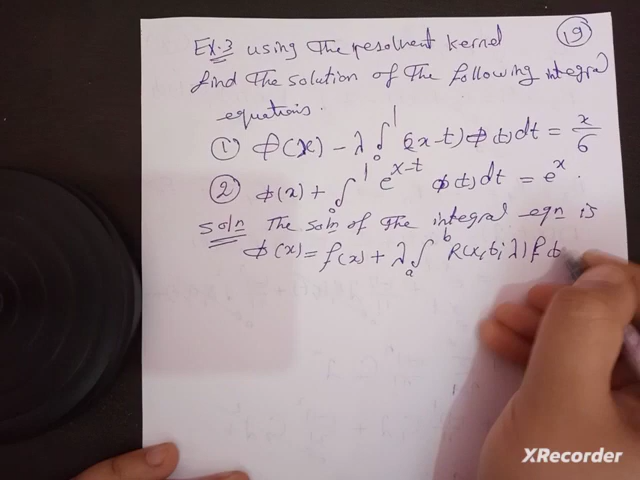 Ex.3 using The resolvent kernel
(19)
find The solution of The following integral
equations.
① φ(x) – λ ∫₀¹ (x–t) φ(t) dt = x/6
② φ(x) + ∫₀¹ e^(x–t) φ(t) dt = e^x.
Soln The soln of The integral eqn is
φ(x) = f(x) + λ ∫ₐᵇ R(x,t;λ) f(t
XRecorder